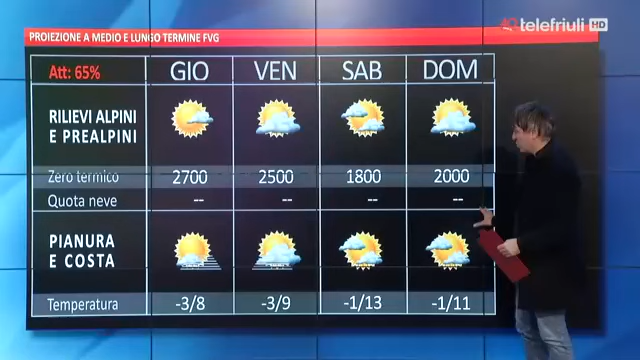 PROIEZIONE A MEDIO E LUNGO TERMINE FVG
telefriuli HD
Att: 65% GIO VEN SAB DOM
RILIEVI ALPINI
E PREALPINI
Zero termico 2700 2500 1800 2000
Quota neve -- -- -- --
PIANURA
E COSTA
Temperatura -3/8 -3/9 -1/13 -1/11